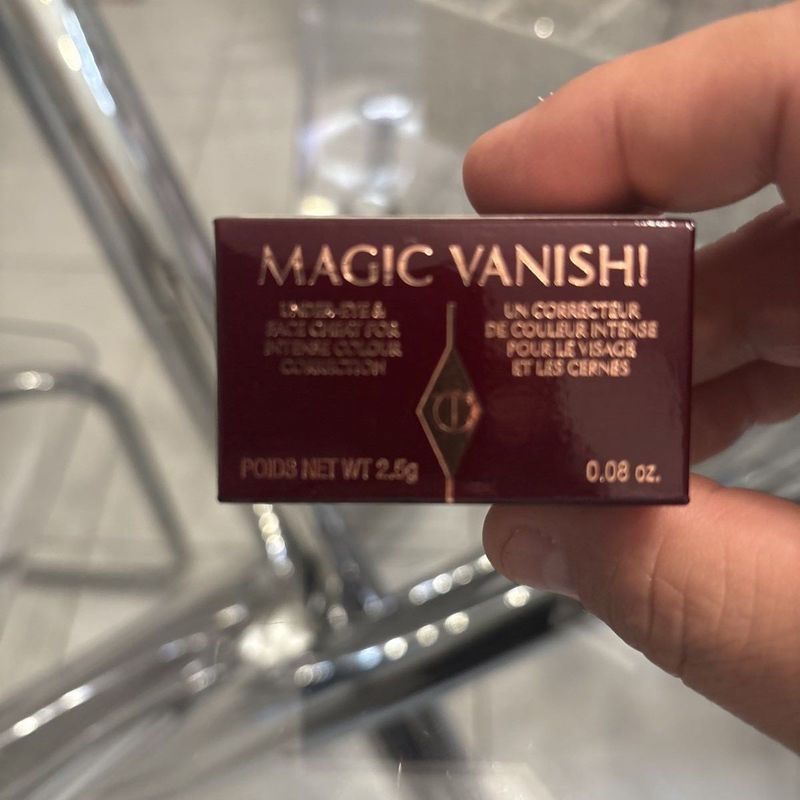 MAGIC VANISH!
UNDER-EYE &
FACE CHEAT FOR
INTENSE COLOUR
CORRECTION
UN CORRECTEUR
DE COULEUR INTENSE
POUR LE VISAGE
ET LES CERNES
POIDS NET WT 2.5g
0.08 oz.